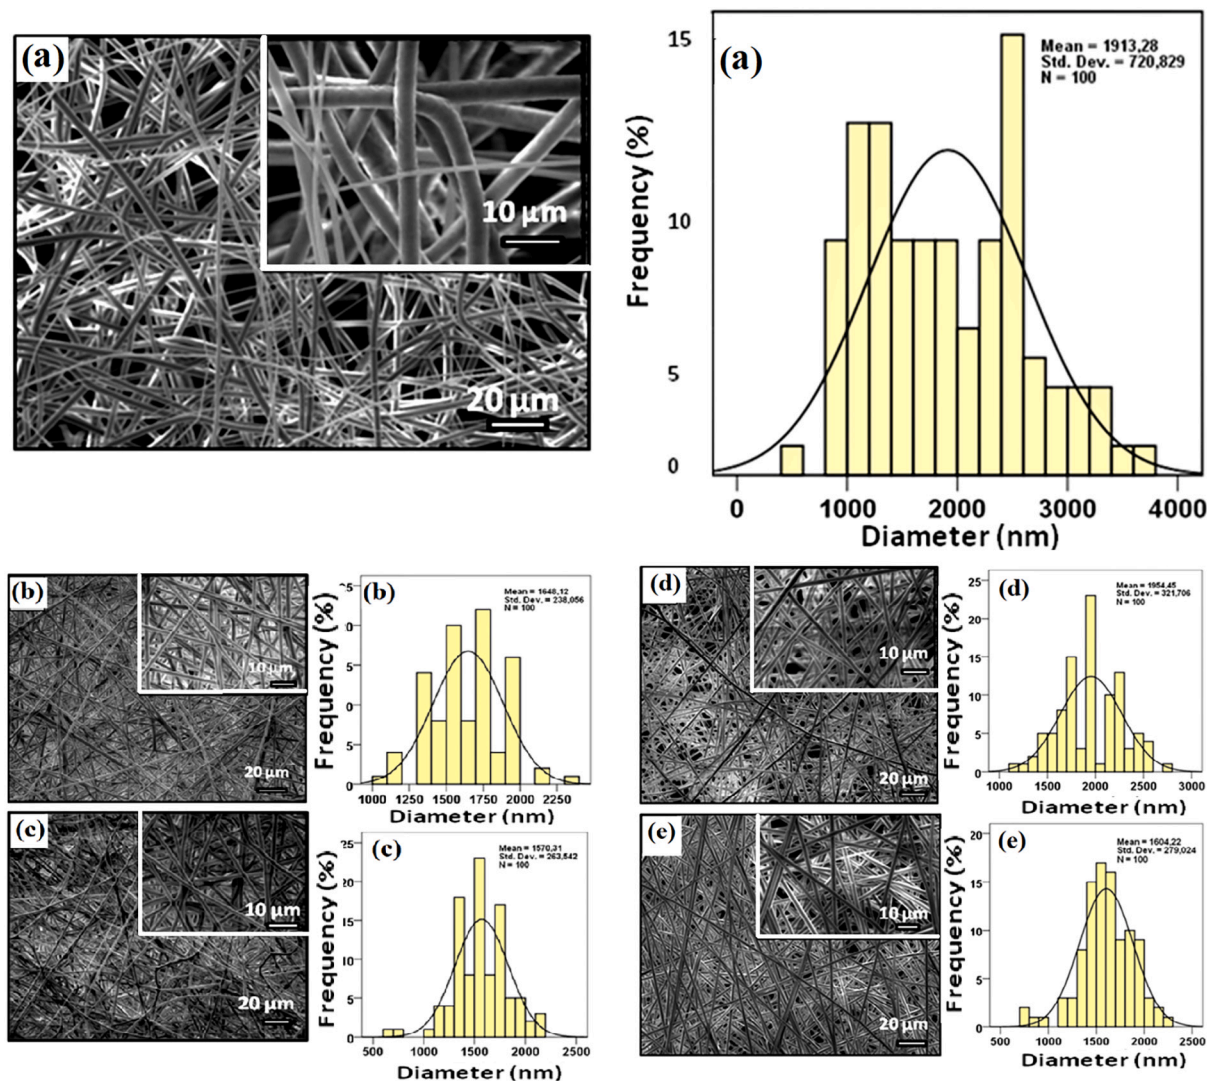 (a)
10 µm
20 µm
(a)
Mean = 1913,28
Std. Dev. = 720,829
N = 100
Frequency (%)
15
10
5
0
0 1000 2000 3000 4000
Diameter (nm)
(b)
10 µm
20 µm
(b)
Mean = 1648,12
Std. Dev. = 238,056
N = 100
Frequency (%)
25
0
5
0
5
0
1000 1250 1500 1750 2000 2250
Diameter (nm)
(c)
10 µm
20 µm
(c)
Mean = 1570,31
Std. Dev. = 263,542
N = 100
Frequency (%)
25
20
15
10
5
0
500 1000 1500 2000 2500
Diameter (nm)
(d)
10 µm
20 µm
(d)
Mean = 1954,45
Std. Dev. = 321,706
N = 100
Frequency (%)
25
20
15
10
5
0
1000 1500 2000 2500 3000
Diameter (nm)
(e)
10 µm
20 µm
(e)
Mean = 1604,22
Std. Dev. = 279,024
N = 100
Frequency (%)
20
15
10
5
0
500 1000 1500 2000 2500
Diameter (nm)